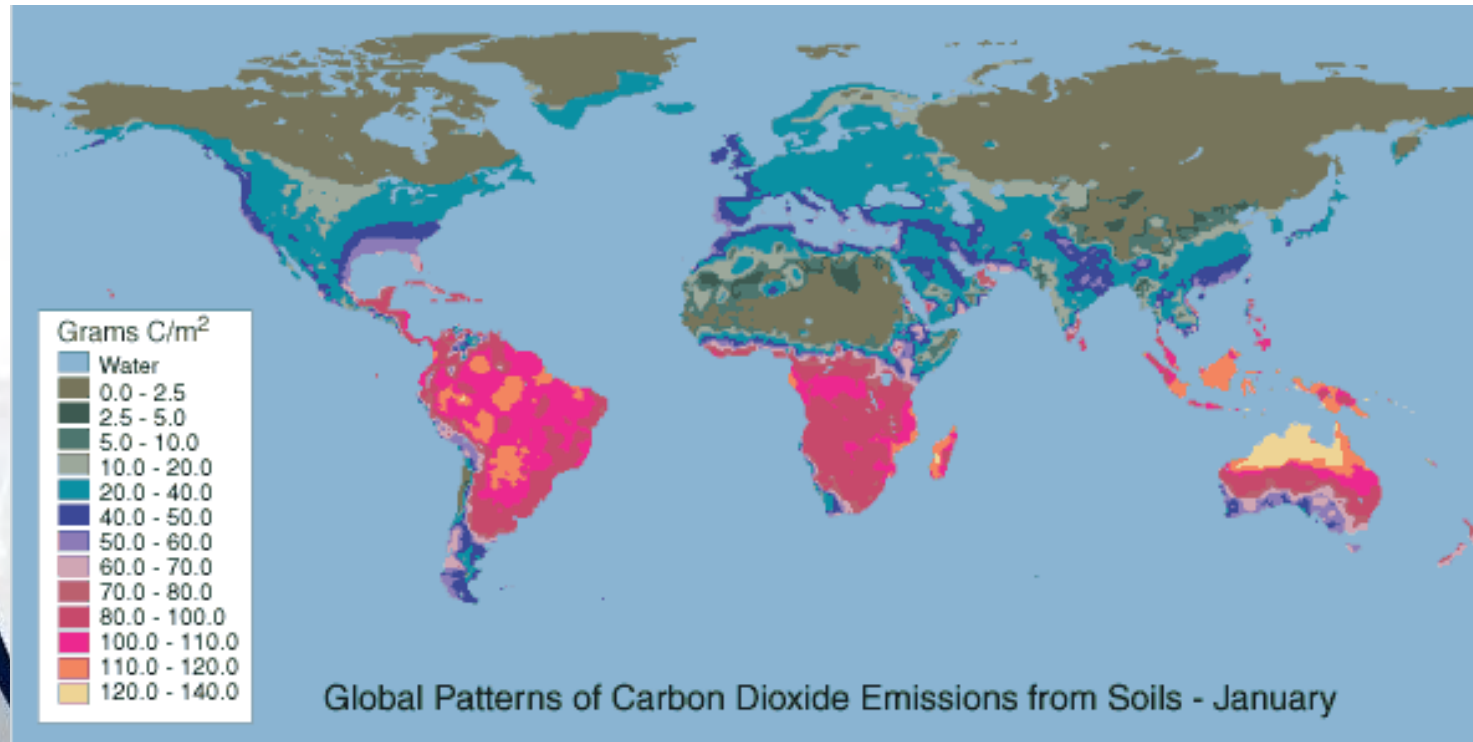 Grams C/m²
Water
0.0 - 2.5
2.5 - 5.0
5.0 - 10.0
10.0 - 20.0
20.0 - 40.0
40.0 - 50.0
50.0 - 60.0
60.0 - 70.0
70.0 - 80.0
80.0 - 100.0
100.0 - 110.0
110.0 - 120.0
120.0 - 140.0
Global Patterns of Carbon Dioxide Emissions from Soils - January